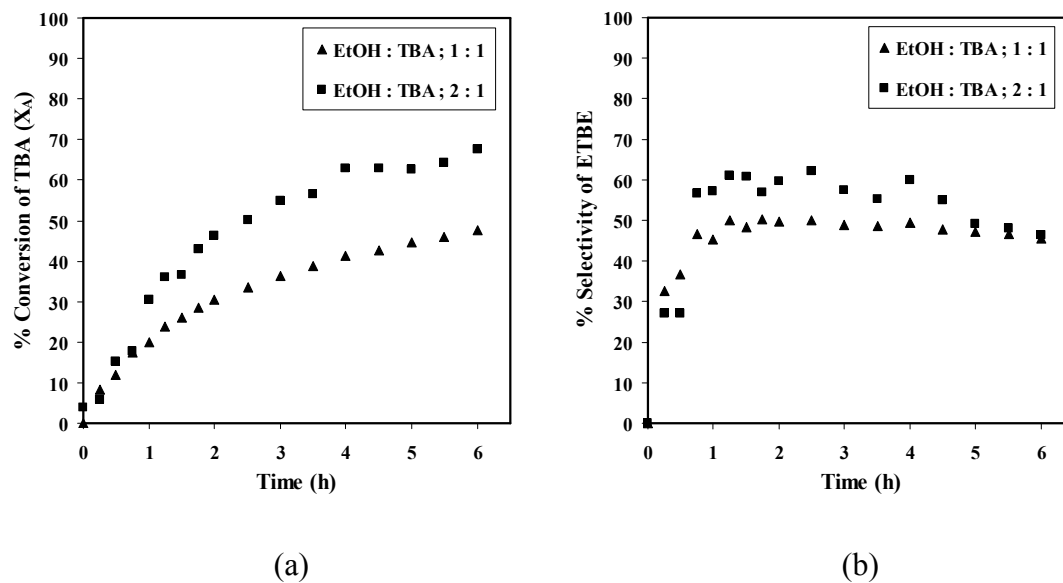 100
90
80
70
60
50
40
30
20
10
0
% Conversion of TBA (X_A)
EtOH : TBA ; 1 : 1
EtOH : TBA ; 2 : 1
0 1 2 3 4 5 6
Time (h)
(a)
100
90
80
70
60
50
40
30
20
10
0
% Selectivity of ETBE
EtOH : TBA ; 1 : 1
EtOH : TBA ; 2 : 1
0 1 2 3 4 5 6
Time (h)
(b)